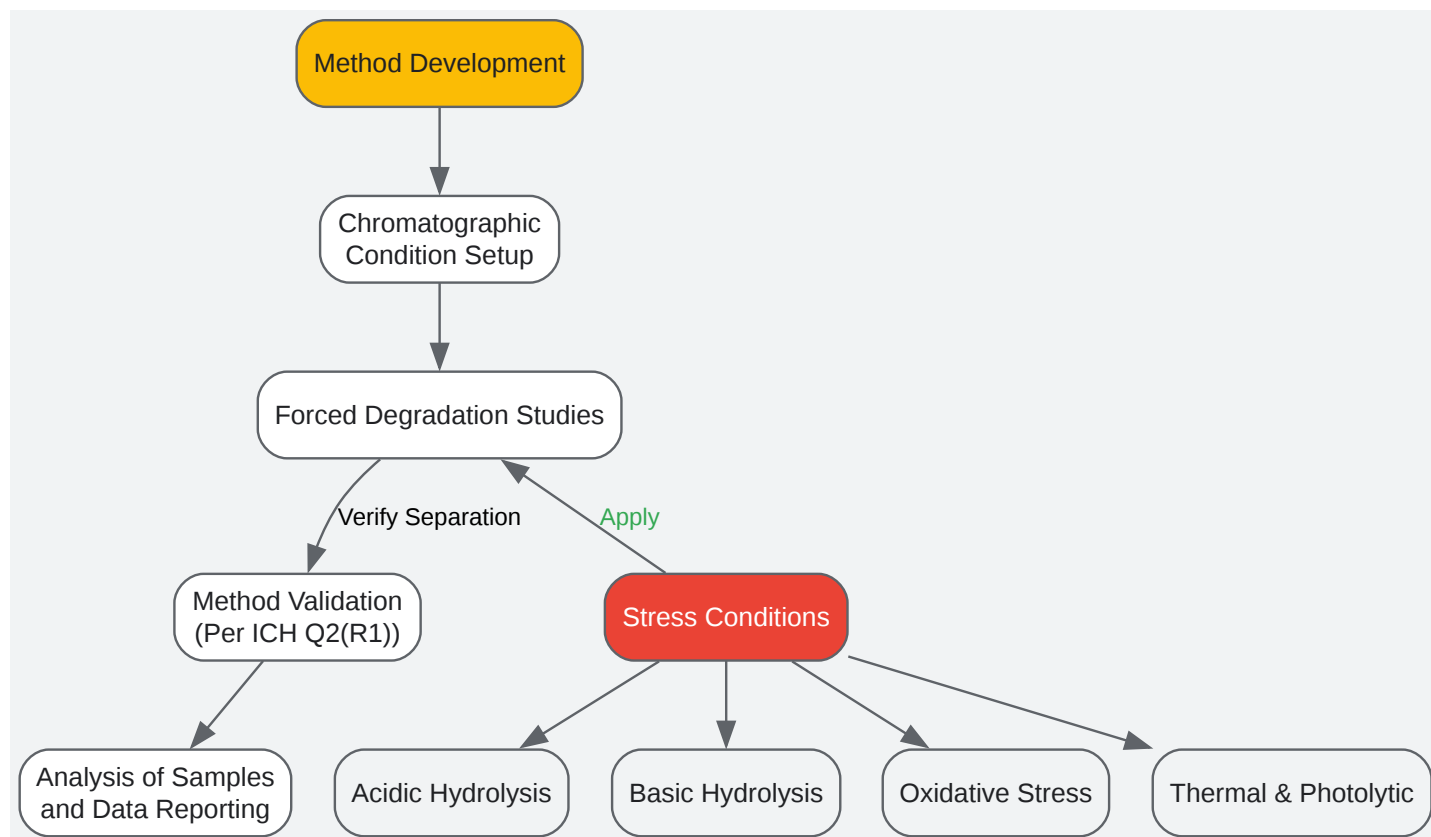 Method Development
Chromatographic
Condition Setup
Forced Degradation Studies
Verify Separation
Apply
Method Validation
(Per ICH Q2(R1))
Stress Conditions
Analysis of Samples
and Data Reporting
Acidic Hydrolysis
Basic Hydrolysis
Oxidative Stress
Thermal & Photolytic